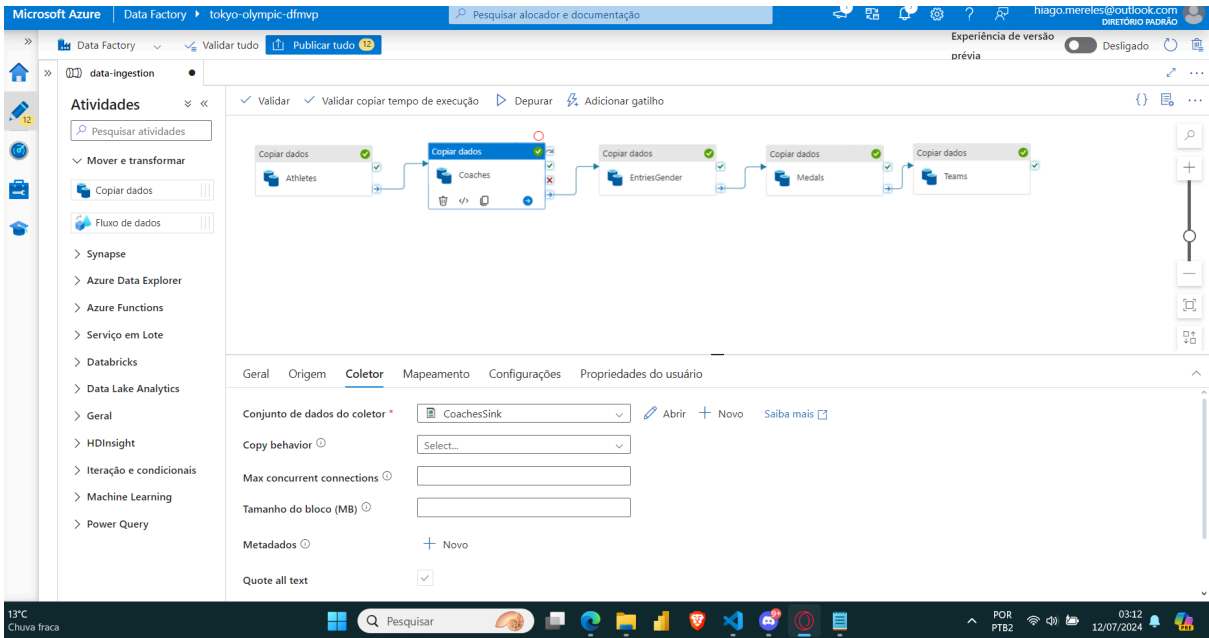 Microsoft Azure | Data Factory ▸ tokyo-olympic-dfmvp
Pesquisar alocador e documentação
hiago.mereles@outlook.com
DIRETÓRIO PADRÃO
Data Factory
Validar tudo
Publicar tudo 12
Experiência de versão prévia
Desligado
data-ingestion
12
Atividades
Pesquisar atividades
Mover e transformar
Copiar dados
Fluxo de dados
Synapse
Azure Data Explorer
Azure Functions
Serviço em Lote
Databricks
Data Lake Analytics
Geral
HDInsight
Iteração e condicionais
Machine Learning
Power Query
Validar
Validar copiar tempo de execução
Depurar
Adicionar gatilho
Copiar dados
Athletes
Copiar dados
Coaches
Copiar dados
EntriesGender
Copiar dados
Medals
Copiar dados
Teams
Geral Origem Coletor Mapeamento Configurações Propriedades do usuário
Conjunto de dados do coletor * CoachesSink Abrir + Novo Saiba mais
Copy behavior Select...
Max concurrent connections
Tamanho do bloco (MB)
Metadados + Novo
Quote all text
13°C
Chuva fraca
Pesquisar
POR
PTB2
03:12
12/07/2024
PRE